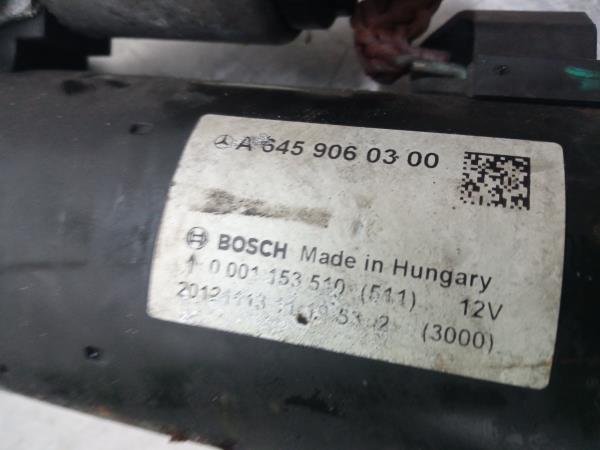 A 645 906 03 00
BOSCH Made in Hungary
0 001 153 510 (511) 12V
(3000)